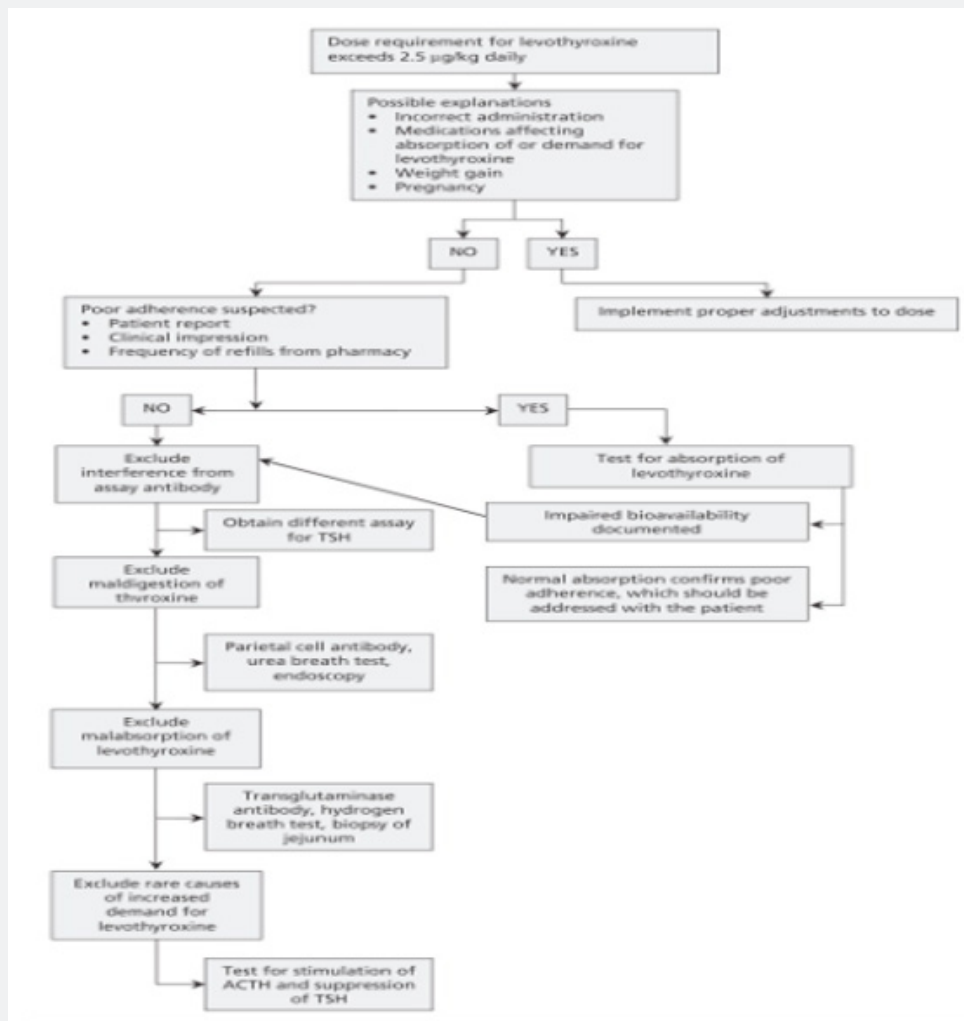 Dose requirement for levothyroxine
exceeds 2.5 µg/kg daily
Possible explanations
• Incorrect administration
• Medications affecting
absorption of or demand for
levothyroxine
• Weight gain
• Pregnancy
NO
YES
Poor adherence suspected?
• Patient report
• Clinical impression
• Frequency of refills from pharmacy
Implement proper adjustments to dose
NO
YES
Exclude
interference from
assay antibody
Test for absorption of
levothyroxine
Obtain different assay
for TSH
Impaired bioavailability
documented
Exclude
maldigestion of
thyroxine
Normal absorption confirms poor
adherence, which should be
addressed with the patient
Parietal cell antibody,
urea breath test,
endoscopy
Exclude
malabsorption of
levothyroxine
Transglutaminase
antibody, hydrogen
breath test, biopsy of
jejunum
Exclude rare causes
of increased
demand for
levothyroxine
Test for stimulation of
ACTH and suppression
of TSH